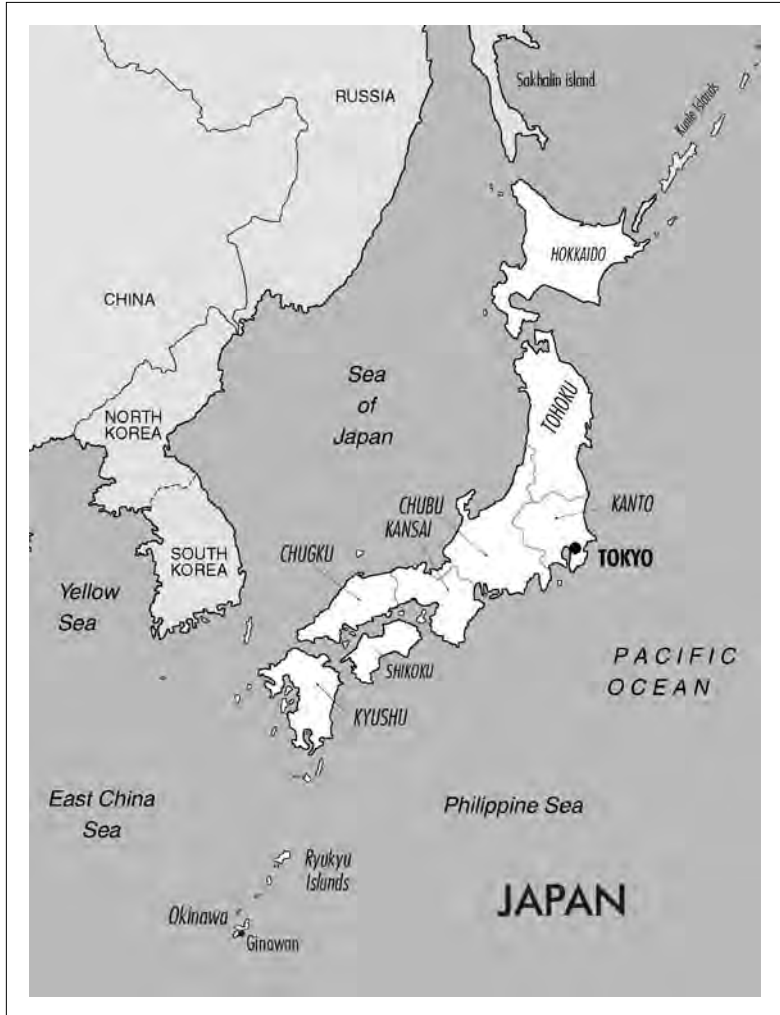 RUSSIA
Sakhalin island
Kurile Islands
HOKKAIDO
CHINA
Sea
of
Japan
TOHOKU
NORTH
KOREA
CHUBU
KANSAI
KANTO
CHUGKU
TOKYO
SOUTH
KOREA
Yellow
Sea
SHIKOKU
PACIFIC
OCEAN
KYUSHU
East China
Sea
Philippine Sea
Ryukyu
Islands
JAPAN
Okinawa
Ginawan